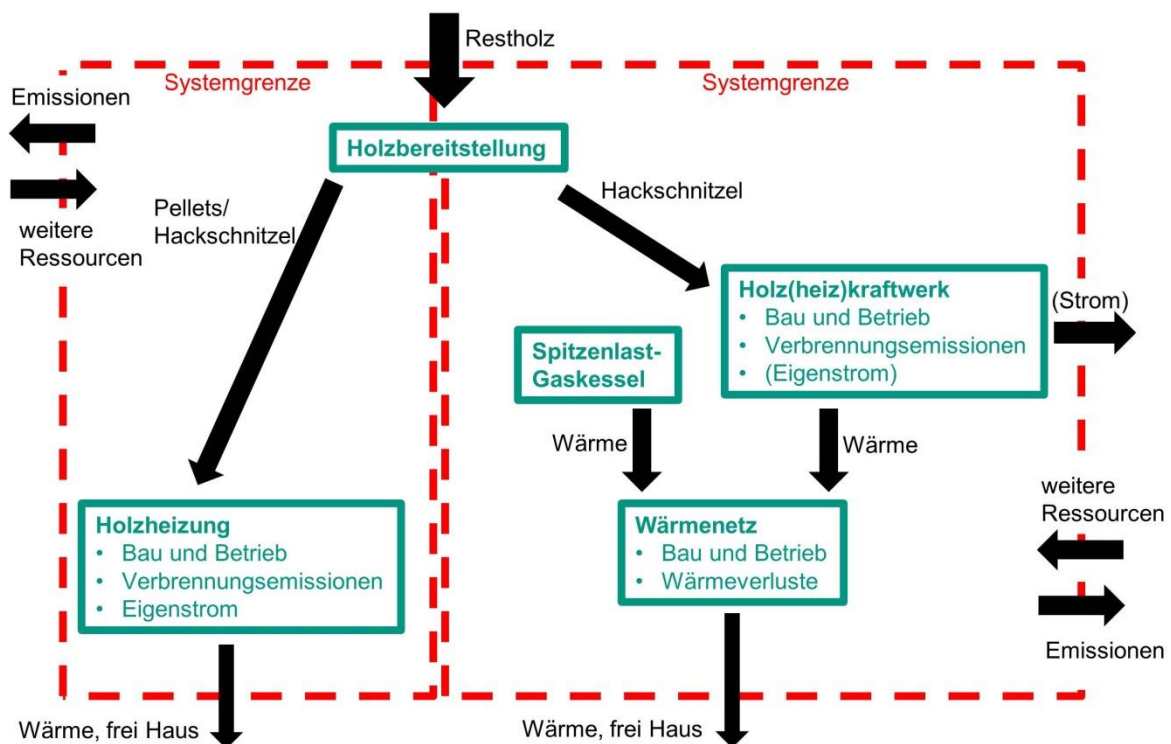 Restholz
Systemgrenze
Systemgrenze
Emissionen
Holzbereitstellung
Hackschnitzel
Pellets/
Hackschnitzel
weitere
Ressourcen
Holz(heiz)kraftwerk
• Bau und Betrieb
• Verbrennungsemissionen
• (Eigenstrom)
(Strom)
Spitzenlast-
Gaskessel
Wärme
Wärme
Holzheizung
• Bau und Betrieb
• Verbrennungsemissionen
• Eigenstrom
Wärmenetz
• Bau und Betrieb
• Wärmeverluste
weitere
Ressourcen
Emissionen
Wärme, frei Haus
Wärme, frei Haus